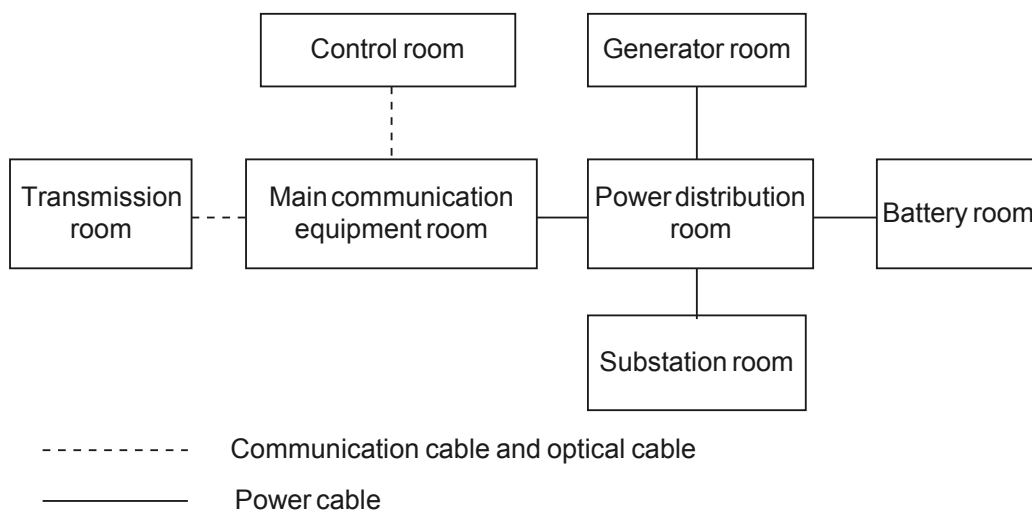 Control room
Generator room
Transmission
room
Main communication
equipment room
Power distribution
room
Battery room
Substation room
Communication cable and optical cable
Power cable